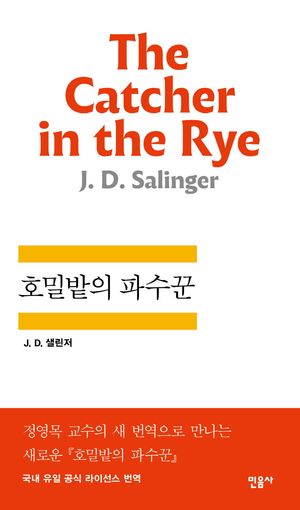 The
Catcher
in the Rye
J. D. Salinger
호밀밭의 파수꾼
J. D. 샐린저
정영목 교수의 새 번역으로 만나는
새로운 『호밀밭의 파수꾼』
국내 유일 공식 라이선스 번역
민음사